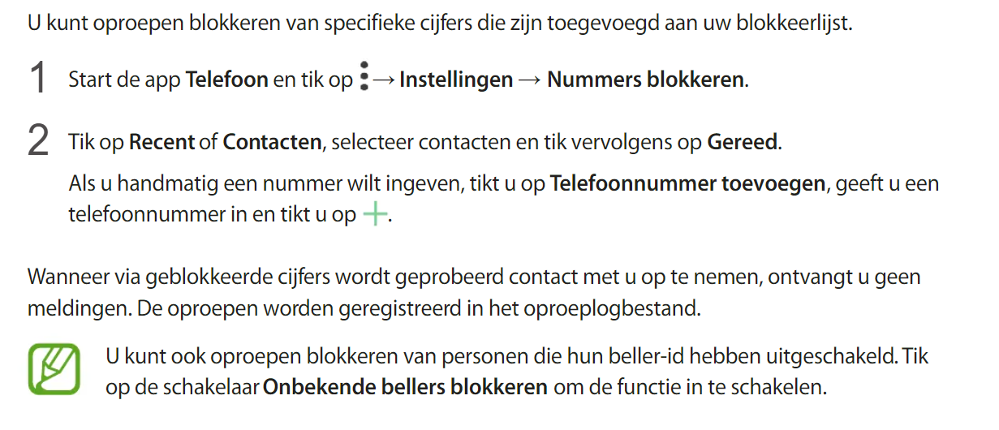 U kunt oproepen blokkeren van specifieke cijfers die zijn toegevoegd aan uw blokkeerlijst.
1 Start de app Telefoon en tik op → Instellingen → Nummers blokkeren.
2 Tik op Recent of Contacten, selecteer contacten en tik vervolgens op Gereed.
Als u handmatig een nummer wilt ingeven, tikt u op Telefoonnummer toevoegen, geeft u een
telefoonnummer in en tikt u op +.
Wanneer via geblokkeerde cijfers wordt geprobeerd contact met u op te nemen, ontvangt u geen
meldingen. De oproepen worden geregistreerd in het oproeplogbestand.
U kunt ook oproepen blokkeren van personen die hun beller-id hebben uitgeschakeld. Tik
op de schakelaar Onbekende bellers blokkeren om de functie in te schakelen.